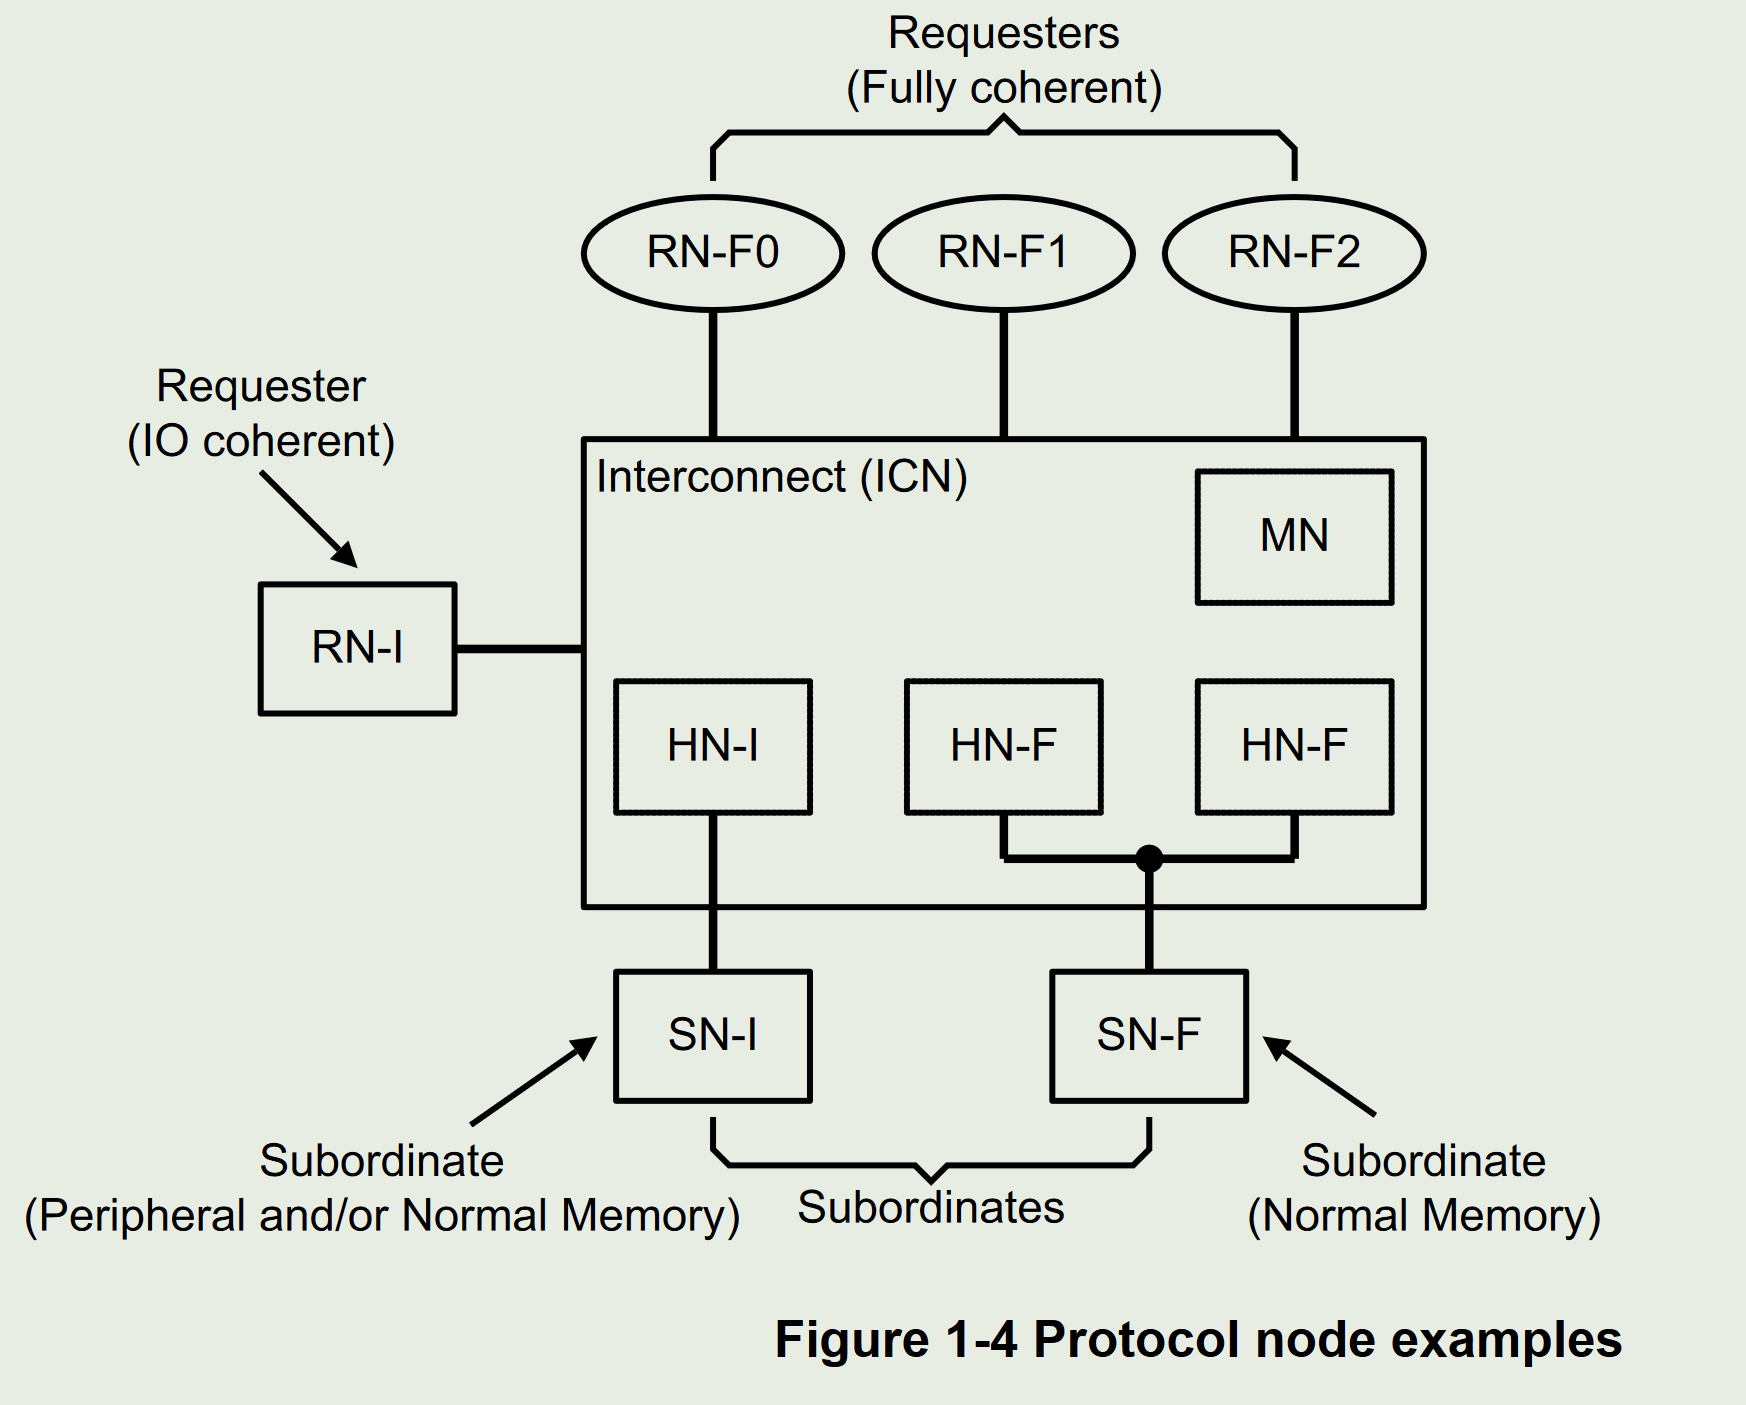 Requesters
(Fully coherent)
RN-F0
RN-F1
RN-F2
Requester
(IO coherent)
Interconnect (ICN)
MN
RN-I
HN-I
HN-F
HN-F
SN-I
SN-F
Subordinate
(Peripheral and/or Normal Memory)
Subordinates
Subordinate
(Normal Memory)
Figure 1-4 Protocol node examples